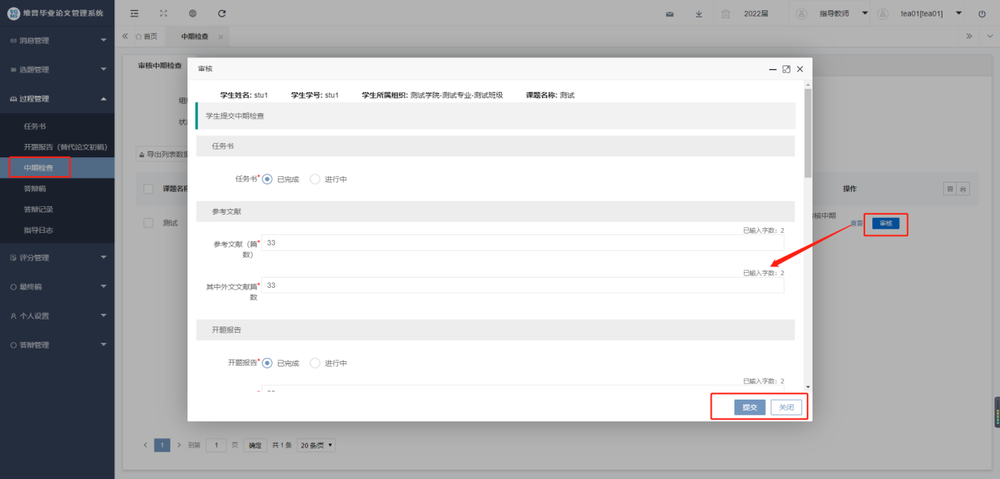 维普毕业论文管理系统
2022届
指导教师
tea01[tea01]
消息管理
首页
中期检查
选题管理
过程管理
任务书
开题报告（替代论文初稿）
中期检查
答辩稿
答辩记录
指导日志
评分管理
最终稿
个人设置
答辩管理
审核中期检查
导出列表数据
课题名称
操作
测试
查看
审核
审核
学生姓名: stu1
学生学号: stu1
学生所属组织: 测试学院-测试专业-测试班级
课题名称: 测试
学生提交中期检查
任务书
任务书*
已完成
进行中
参考文献
已输入字数: 2
参考文献（篇数）*
33
已输入字数: 2
其中外文文献篇数*
33
开题报告
开题报告*
已完成
进行中
已输入字数: 2
提交
关闭
1
到第
1
页
确定
共 1 条
20 条/页